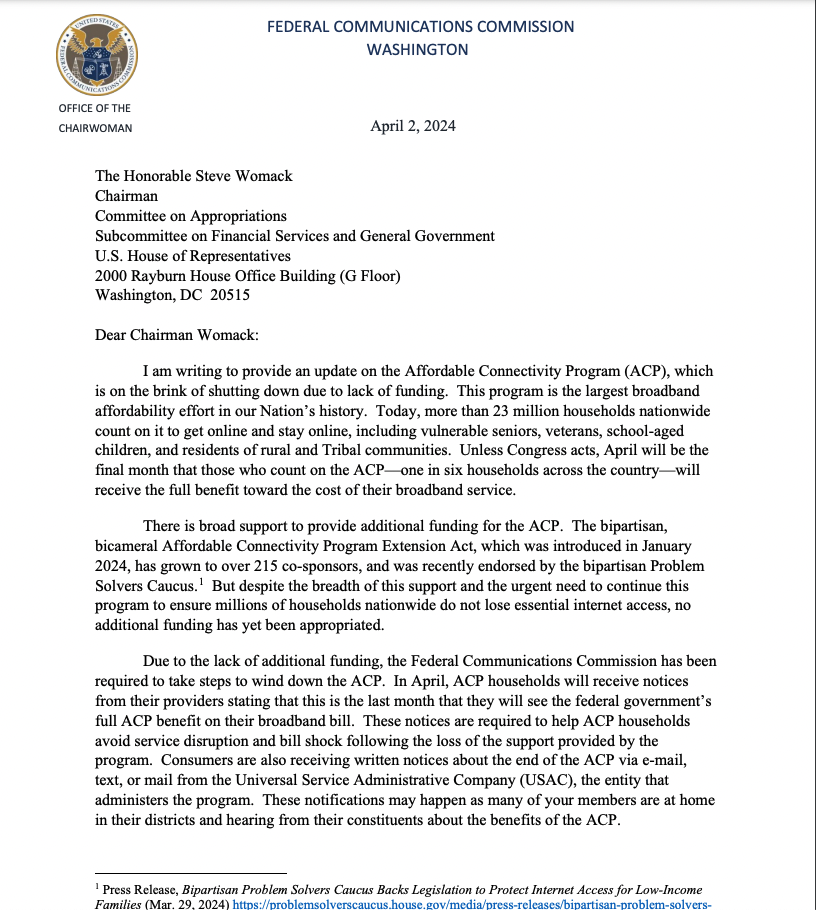 FEDERAL COMMUNICATIONS COMMISSION
WASHINGTON
UNITED STATES
FEDERAL COMMUNICATIONS COMMISSION
OFFICE OF THE
CHAIRWOMAN
April 2, 2024
The Honorable Steve Womack
Chairman
Committee on Appropriations
Subcommittee on Financial Services and General Government
U.S. House of Representatives
2000 Rayburn House Office Building (G Floor)
Washington, DC  20515
Dear Chairman Womack:
I am writing to provide an update on the Affordable Connectivity Program (ACP), which
is on the brink of shutting down due to lack of funding.  This program is the largest broadband
affordability effort in our Nation’s history.  Today, more than 23 million households nationwide
count on it to get online and stay online, including vulnerable seniors, veterans, school-aged
children, and residents of rural and Tribal communities.  Unless Congress acts, April will be the
final month that those who count on the ACP—one in six households across the country—will
receive the full benefit toward the cost of their broadband service.
There is broad support to provide additional funding for the ACP.  The bipartisan,
bicameral Affordable Connectivity Program Extension Act, which was introduced in January
2024, has grown to over 215 co-sponsors, and was recently endorsed by the bipartisan Problem
Solvers Caucus.1  But despite the breadth of this support and the urgent need to continue this
program to ensure millions of households nationwide do not lose essential internet access, no
additional funding has yet been appropriated.
Due to the lack of additional funding, the Federal Communications Commission has been
required to take steps to wind down the ACP.  In April, ACP households will receive notices
from their providers stating that this is the last month that they will see the federal government’s
full ACP benefit on their broadband bill.  These notices are required to help ACP households
avoid service disruption and bill shock following the loss of the support provided by the
program.  Consumers are also receiving written notices about the end of the ACP via e-mail,
text, or mail from the Universal Service Administrative Company (USAC), the entity that
administers the program.  These notifications may happen as many of your members are at home
in their districts and hearing from their constituents about the benefits of the ACP.
1 Press Release, Bipartisan Problem Solvers Caucus Backs Legislation to Protect Internet Access for Low-Income
Families (Mar. 29, 2024) https://problemsolverscaucus.house.gov/media/press-releases/bipartisan-problem-solvers-